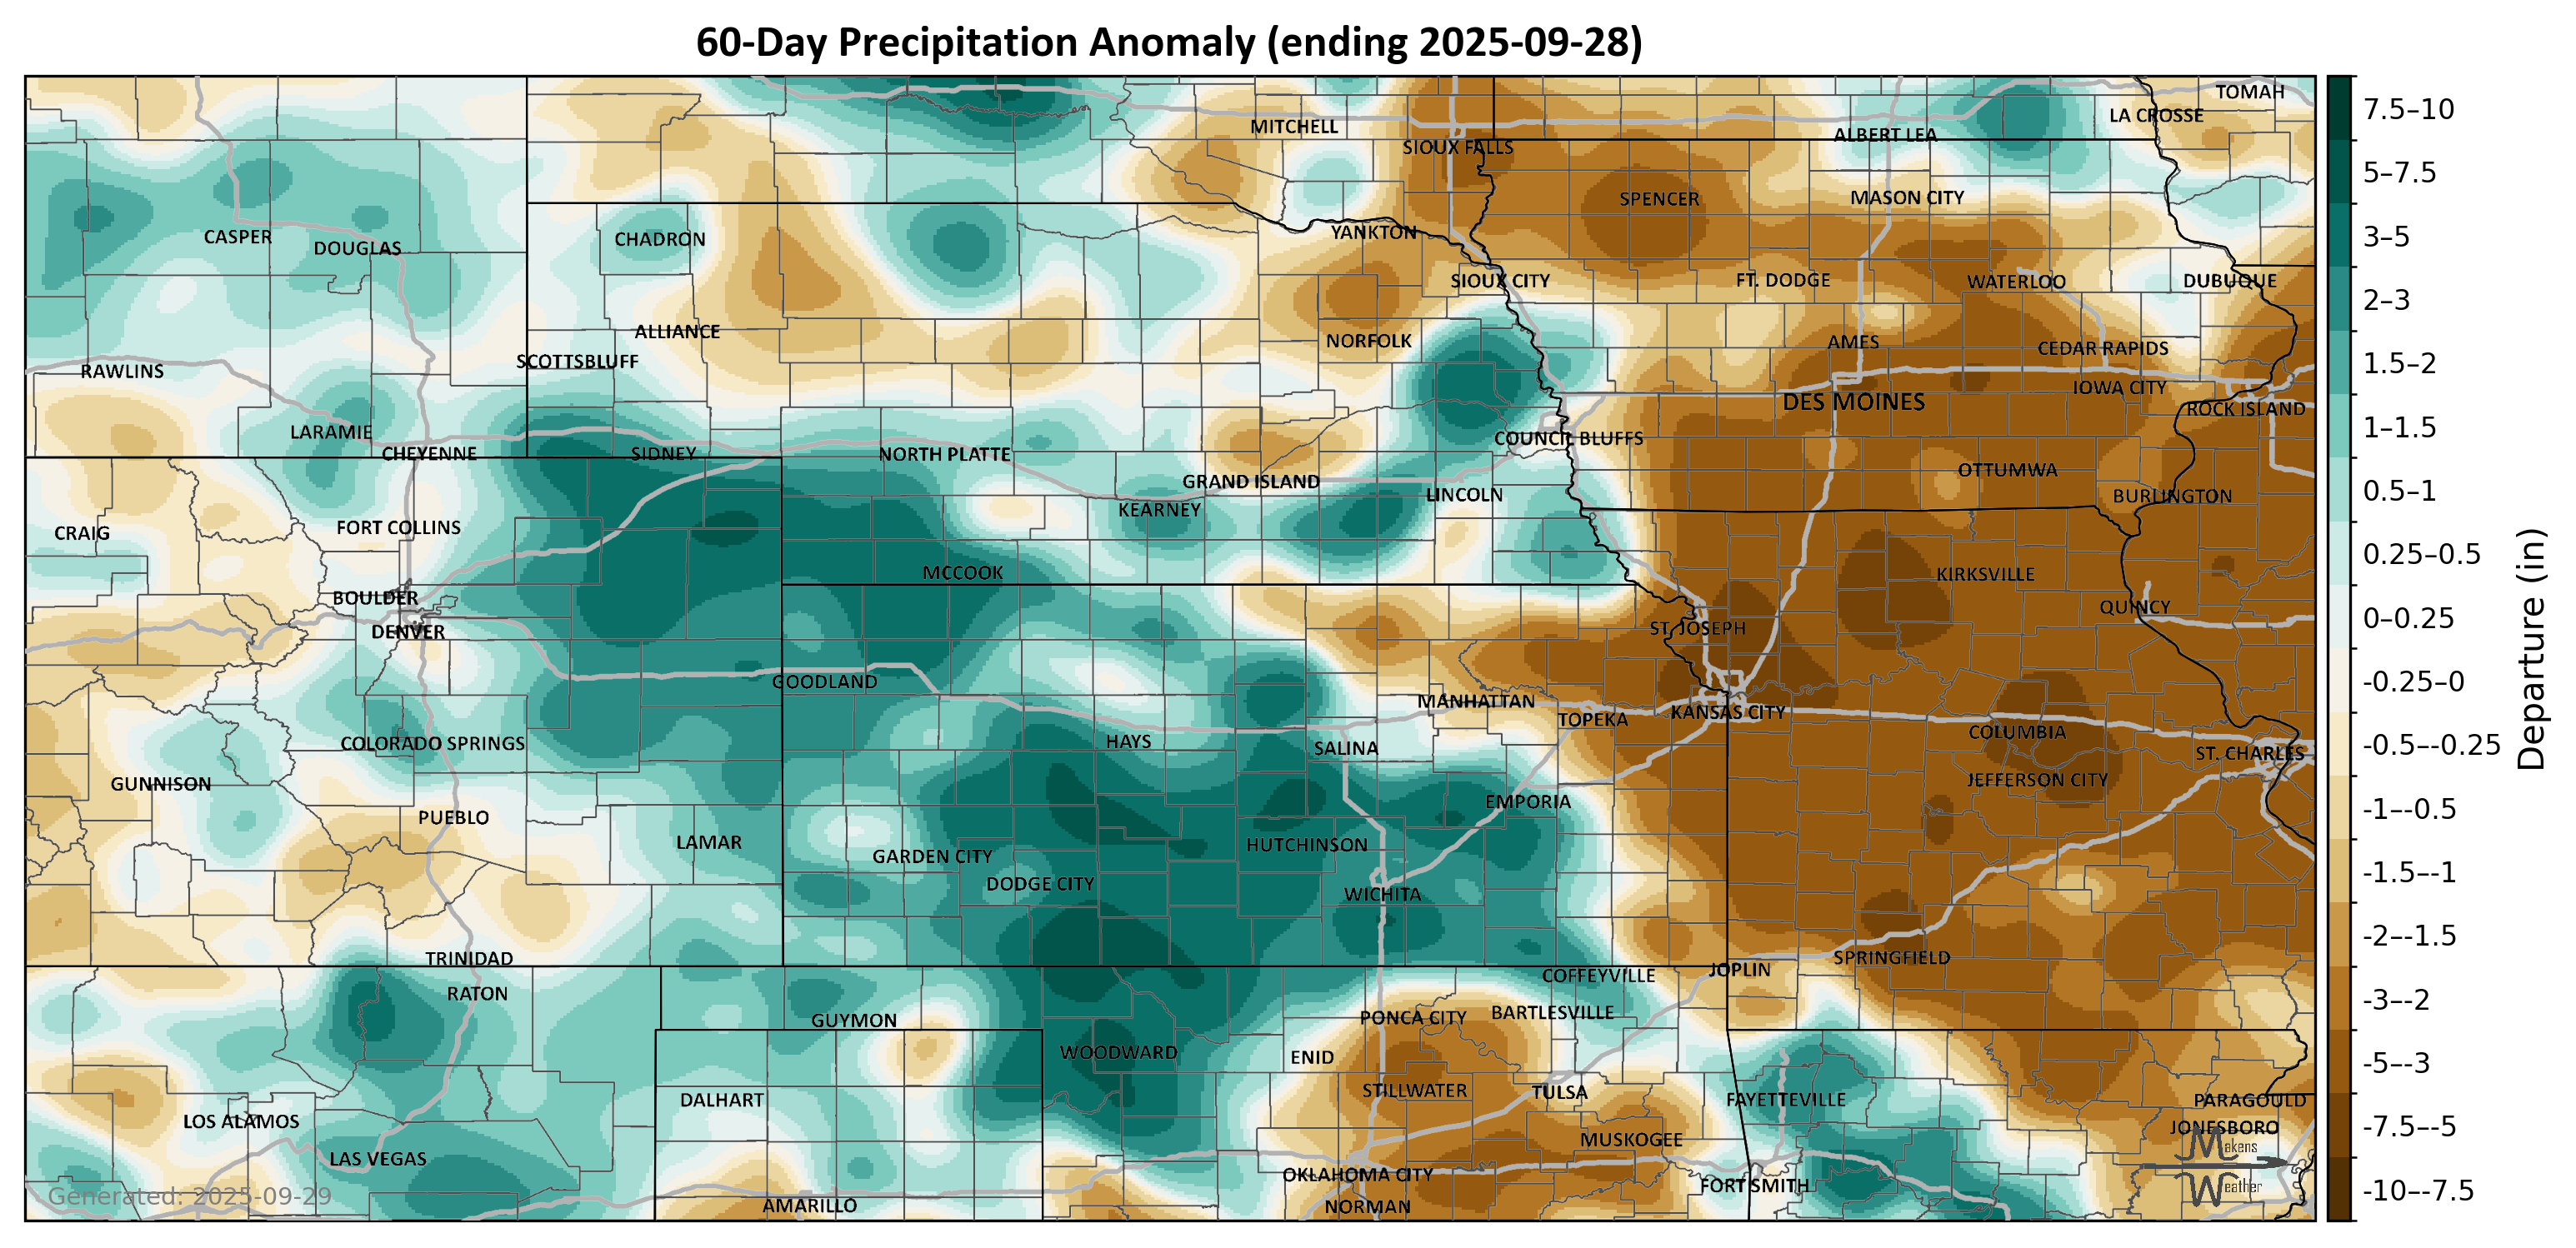 60-Day Precipitation Anomaly (ending 2025-09-28)
TOMAH
LA CROSSE
MITCHELL
ALBERT LEA
SIOUX FALLS
SPENCER
MASON CITY
YANKTON
CASPER
DOUGLAS
CHADRON
SIOUX CITY
FT. DODGE
WATERLOO
DUBUQUE
ALLIANCE
NORFOLK
AMES
CEDAR RAPIDS
SCOTTSBLUFF
RAWLINS
IOWA CITY
DES MOINES
ROCK ISLAND
LARAMIE
COUNCIL BLUFFS
CHEYENNE
SIDNEY
NORTH PLATTE
OTTUMWA
GRAND ISLAND
LINCOLN
BURLINGTON
KEARNEY
CRAIG
FORT COLLINS
MCCOOK
KIRKSVILLE
BOULDER
QUINCY
DENVER
ST. JOSEPH
GOODLAND
MANHATTAN
KANSAS CITY
TOPEKA
COLUMBIA
COLORADO SPRINGS
HAYS
SALINA
ST. CHARLES
GUNNISON
JEFFERSON CITY
EMPORIA
PUEBLO
LAMAR
HUTCHINSON
GARDEN CITY
DODGE CITY
WICHITA
TRINIDAD
SPRINGFIELD
JOPLIN
COFFEYVILLE
RATON
BARTLESVILLE
PONCA CITY
GUYMON
WOODWARD
ENID
STILLWATER
TULSA
DALHART
FAYETTEVILLE
PARAGOULD
LOS ALAMOS
JONESBORO
MUSKOGEE
LAS VEGAS
OKLAHOMA CITY
FORT SMITH
AMARILLO
NORMAN
Generated: 2025-09-29
Makens
Weather
7.5–10
5–7.5
3–5
2–3
1.5–2
1–1.5
0.5–1
0.25–0.5
0–0.25
-0.25–0
-0.5–-0.25
-1–-0.5
-1.5–-1
-2–-1.5
-3–-2
-5–-3
-7.5–-5
-10–-7.5
Departure (in)